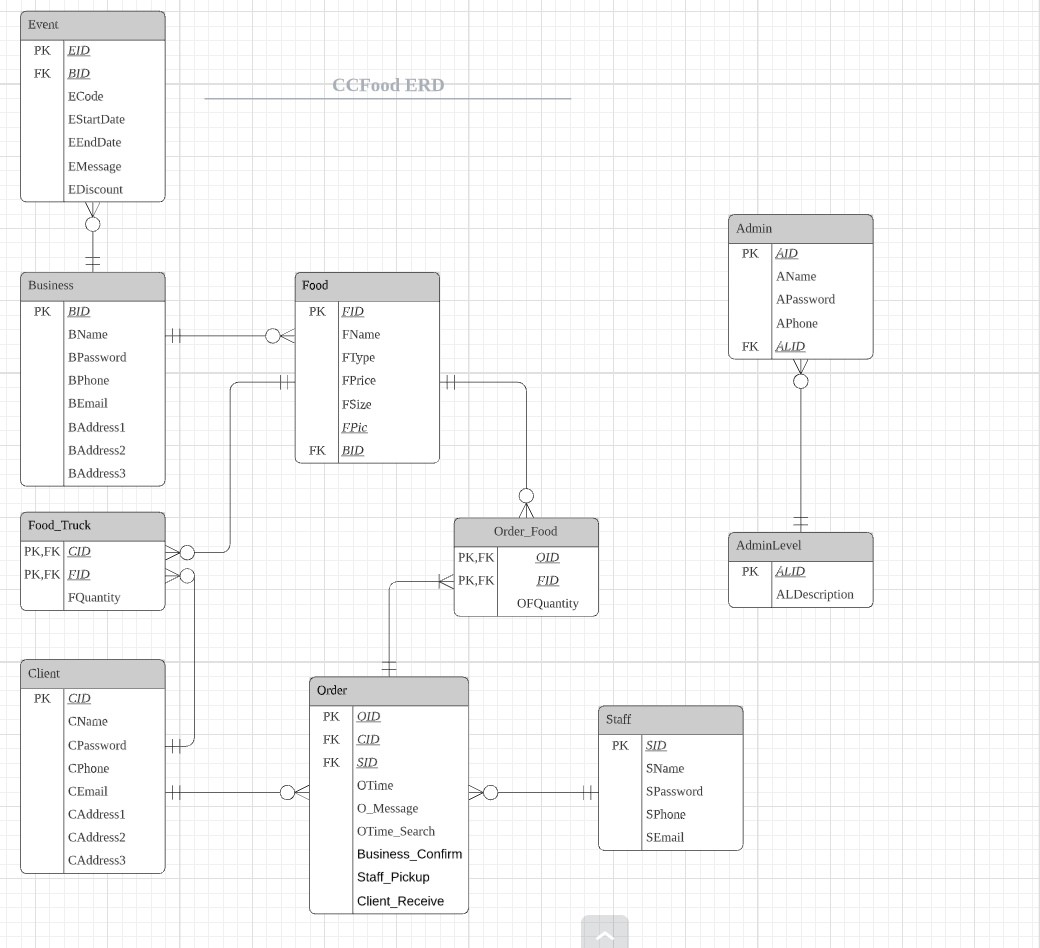 Event
PK EID
FK BID
ECode
EStartDate
EEndDate
EMessage
EDiscount
CCFood ERD
Business
PK BID
BName
BPassword
BPhone
BEmail
BAddress1
BAddress2
BAddress3
Food
PK FID
FName
FType
FPrice
FSize
FPic
FK BID
Admin
PK AID
AName
APassword
APhone
FK ALID
Food_Truck
PK,FK CID
PK,FK FID
FQuantity
Order_Food
PK,FK OID
PK,FK FID
OFQuantity
AdminLevel
PK ALID
ALDescription
Client
PK CID
CName
CPassword
CPhone
CEmail
CAddress1
CAddress2
CAddress3
Order
PK OID
FK CID
FK SID
OTime
O_Message
OTime_Search
Business_Confirm
Staff_Pickup
Client_Receive
Staff
PK SID
SName
SPassword
SPhone
SEmail